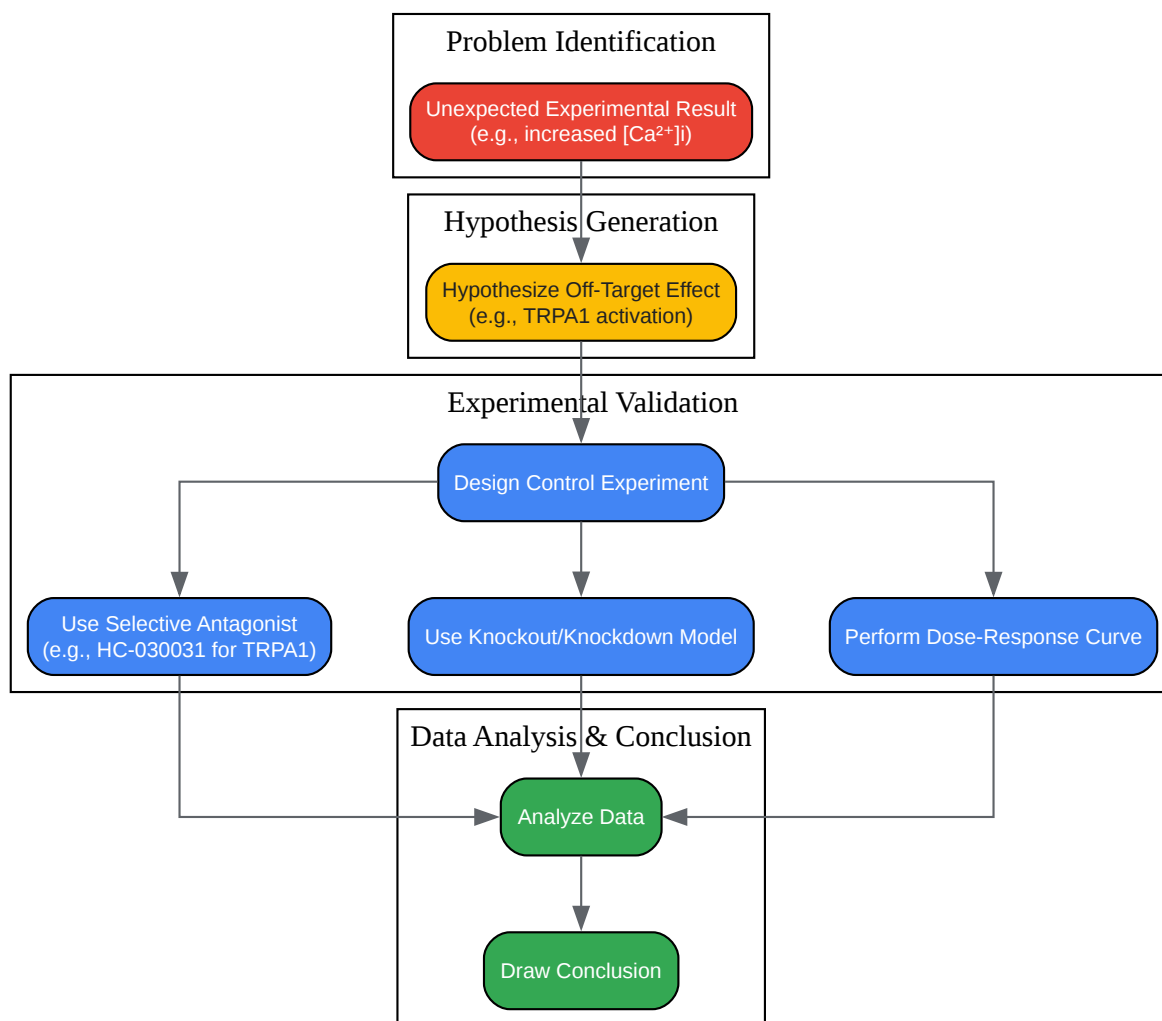 Problem Identification
Unexpected Experimental Result
(e.g., increased [Ca²⁺]i)
Hypothesis Generation
Hypothesize Off-Target Effect
(e.g., TRPA1 activation)
Experimental Validation
Design Control Experiment
Use Selective Antagonist
(e.g., HC-030031 for TRPA1)
Use Knockout/Knockdown Model
Perform Dose-Response Curve
Data Analysis & Conclusion
Analyze Data
Draw Conclusion